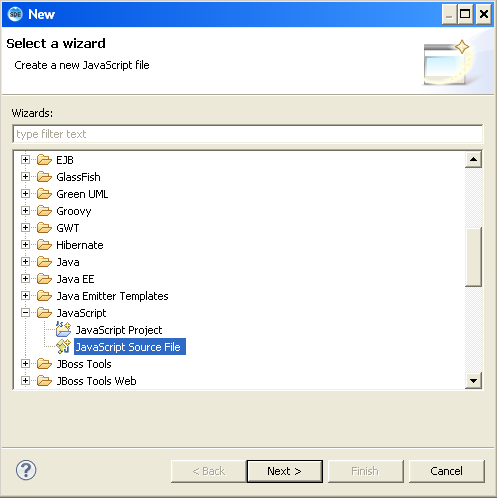 New
Select a wizard
Create a new JavaScript file
Wizards:
type filter text
EJB
GlassFish
Green UML
Groovy
GWT
Hibernate
Java
Java EE
Java Emitter Templates
JavaScript
JavaScript Project
JavaScript Source File
JBoss Tools
JBoss Tools Web
?
< Back
Next >
Finish
Cancel